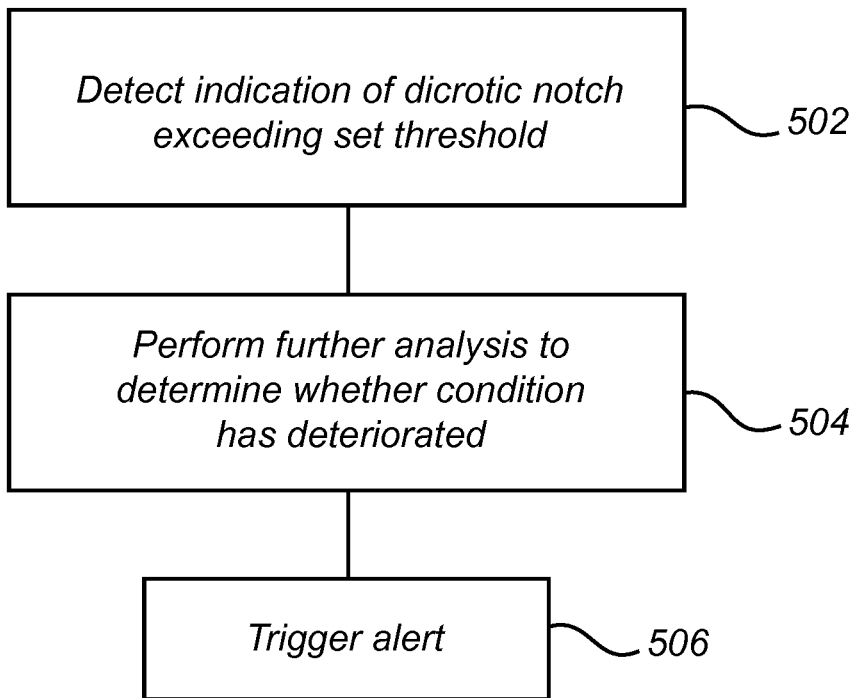 Detect indication of dicrotic notch
exceeding set threshold
502
Perform further analysis to
determine whether condition
has deteriorated
504
Trigger alert
506